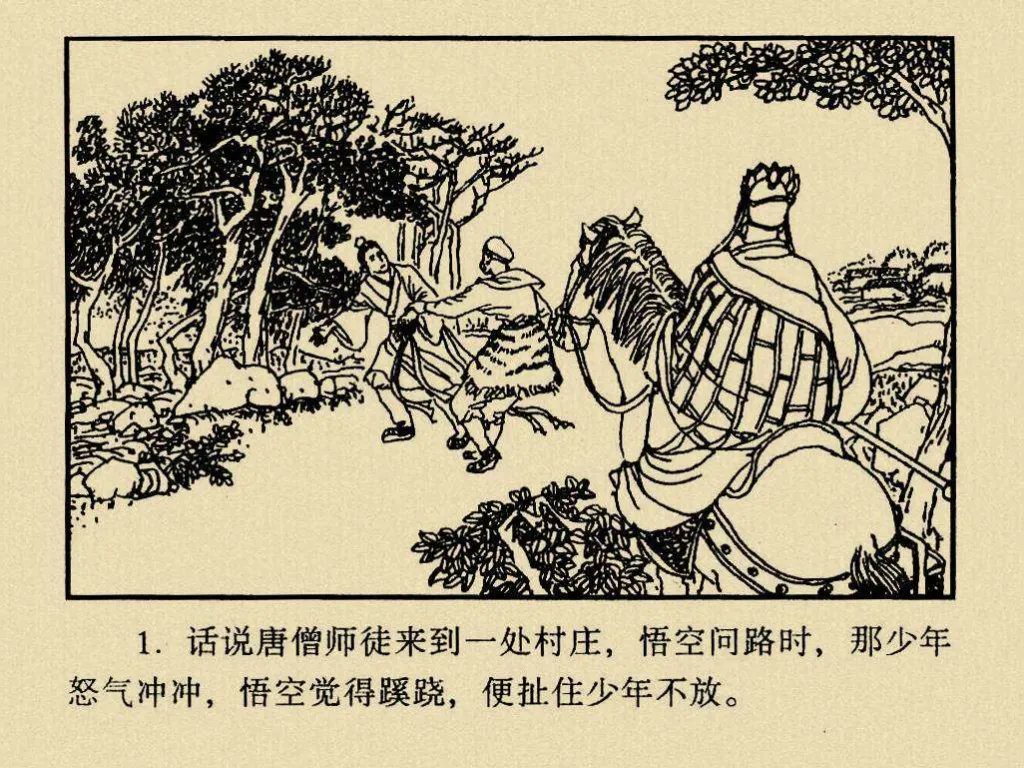 1. 话说唐僧师徒来到一处村庄，悟空问路时，那少年
怒气冲冲，悟空觉得蹊跷，便扯住少年不放。